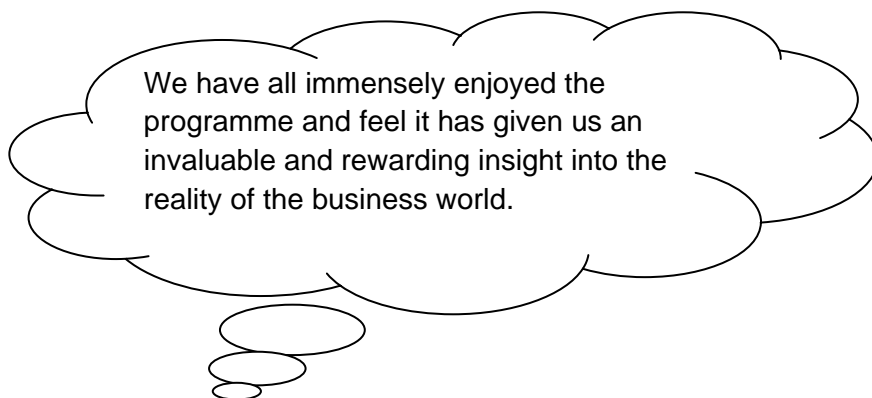 We have all immensely enjoyed the
programme and feel it has given us an
invaluable and rewarding insight into the
reality of the business world.